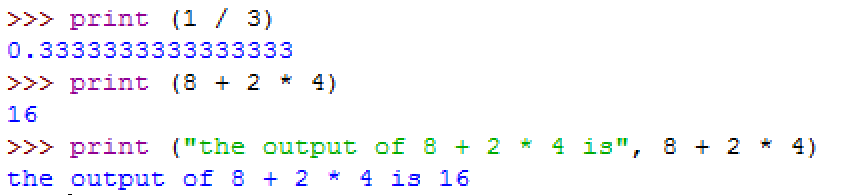 >>> print (1 / 3)
0.3333333333333333
>>> print (8 + 2 * 4)
16
>>> print ("the output of 8 + 2 * 4 is", 8 + 2 * 4)
the output of 8 + 2 * 4 is 16